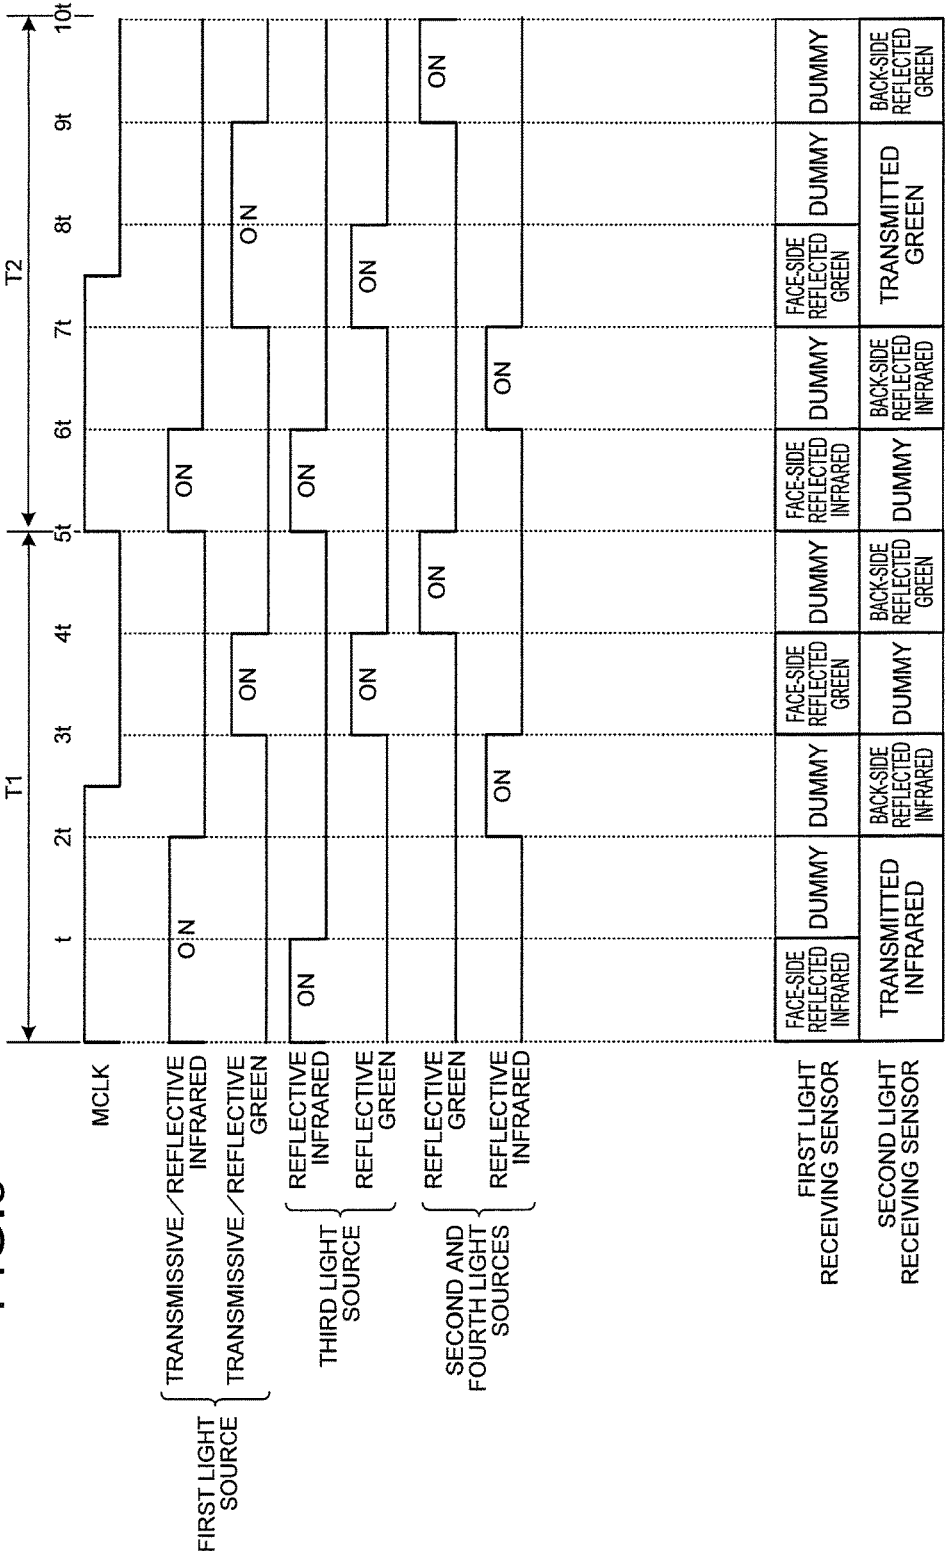 T1
T2
t
2t
3t
4t
5t
6t
7t
8t
9t
10t
MCLK
FIRST LIGHT
SOURCE
TRANSMISSIVE/REFLECTIVE
INFRARED
ON
ON
TRANSMISSIVE/REFLECTIVE
GREEN
ON
ON
THIRD LIGHT
SOURCE
REFLECTIVE
INFRARED
ON
ON
REFLECTIVE
GREEN
ON
ON
SECOND AND
FOURTH LIGHT
SOURCES
REFLECTIVE
GREEN
ON
ON
REFLECTIVE
INFRARED
ON
ON
FIRST LIGHT
RECEIVING SENSOR
FACE-SIDE
REFLECTED
INFRARED
DUMMY
DUMMY
FACE-SIDE
REFLECTED
GREEN
DUMMY
FACE-SIDE
REFLECTED
INFRARED
DUMMY
FACE-SIDE
REFLECTED
GREEN
DUMMY
DUMMY
SECOND LIGHT
RECEIVING SENSOR
TRANSMITTED
INFRARED
BACK-SIDE
REFLECTED
INFRARED
DUMMY
BACK-SIDE
REFLECTED
GREEN
DUMMY
BACK-SIDE
REFLECTED
INFRARED
TRANSMITTED
GREEN
BACK-SIDE
REFLECTED
GREEN